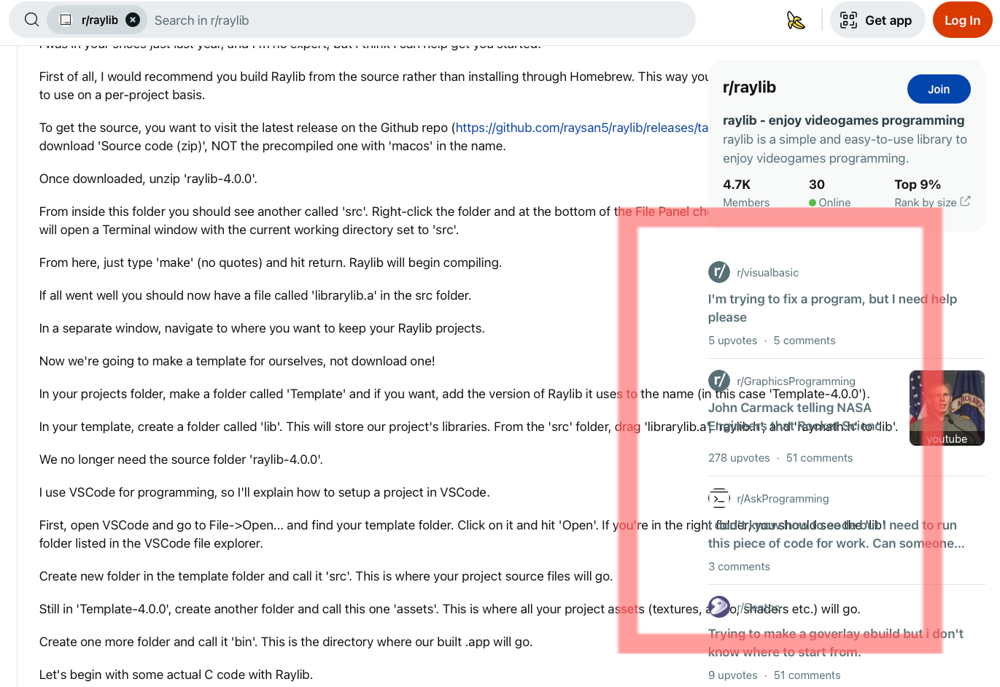 r/raylib
Search in r/raylib
Get app
Log In
I was in your shoes just last year, and I'm no expert, but I think I can help get you started.
First of all, I would recommend you build Raylib from the source rather than installing through Homebrew. This way you
to use on a per-project basis.
To get the source, you want to visit the latest release on the Github repo (https://github.com/raysan5/raylib/releases/ta
download 'Source code (zip)', NOT the precompiled one with 'macos' in the name.
Once downloaded, unzip 'raylib-4.0.0'.
From inside this folder you should see another called 'src'. Right-click the folder and at the bottom of the File Panel
will open a Terminal window with the current working directory set to 'src'.
From here, just type 'make' (no quotes) and hit return. Raylib will begin compiling.
If all went well you should now have a file called 'librarylib.a' in the src folder.
In a separate window, navigate to where you want to keep your Raylib projects.
Now we're going to make a template for ourselves, not download one!
In your projects folder, make a folder called 'Template' and if you want, add the version of Raylib it uses to the name (in this case 'Template-4.0.0').
In your template, create a folder called 'lib'. This will store our project's libraries. From the 'src' folder, drag 'librarylib.a', 'raylib.h', and 'raymath.h' to 'lib'.
We no longer need the source folder 'raylib-4.0.0'.
I use VSCode for programming, so I'll explain how to setup a project in VSCode.
First, open VSCode and go to File->Open... and find your template folder. Click on it and hit 'Open'. If you're in the right folder, you should see the 'lib'
folder listed in the VSCode file explorer.
Create new folder in the template folder and call it 'src'. This is where your project source files will go.
Still in 'Template-4.0.0', create another folder and call this one 'assets'. This is where all your project assets (textures, shaders etc.) will go.
Create one more folder and call it 'bin'. This is the directory where our built .app will go.
Let's begin with some actual C code with Raylib.
r/raylib
Join
raylib - enjoy videogames programming
raylib is a simple and easy-to-use library to
enjoy videogames programming.
4.7K 30 Top 9%
Members Online Rank by size
r/visualbasic
I'm trying to fix a program, but I need help
please
5 upvotes · 5 comments
r/GraphicsProgramming
John Carmack telling NASA
Engineers that Rocket Scienc...
youtube
278 upvotes · 51 comments
r/AskProgramming
I don't know how to code but I need to run
this piece of code for work. Can someone...
3 comments
r/Gentoo
Trying to make a goverlay ebuild but i don't
know where to start from.
9 upvotes · 51 comments